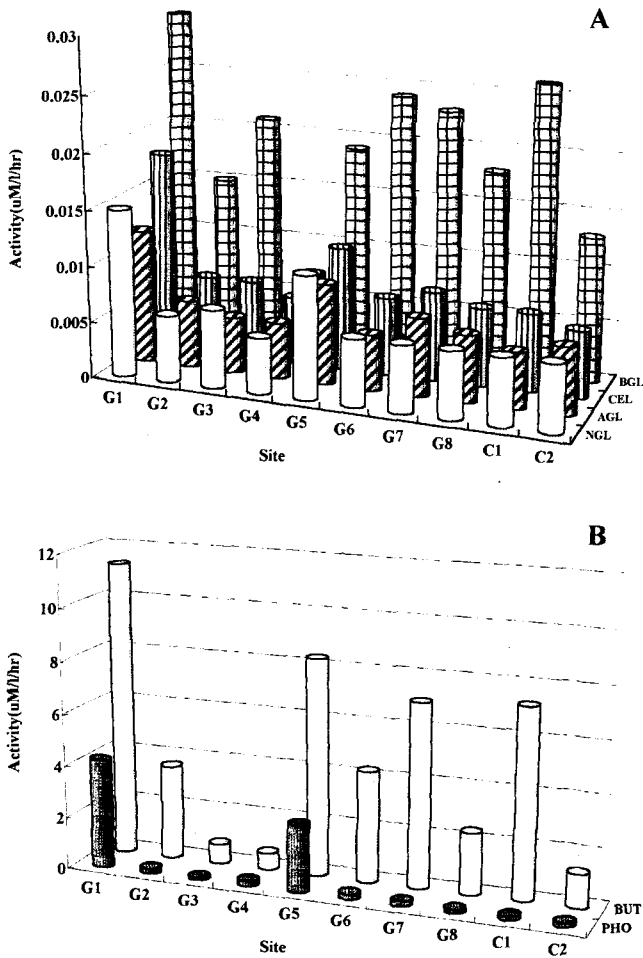 A
0.03
0.025
0.02
0.015
0.01
0.005
0
Activity(uM/l/hr)
G1 G2 G3 G4 G5 G6 G7 G8 C1 C2
BGL
CEL
AGL
NGL
Site
B
12
10
8
6
4
2
0
Activity(uM/l/hr)
G1 G2 G3 G4 G5 G6 G7 G8 C1 C2
BUT
PHO
Site